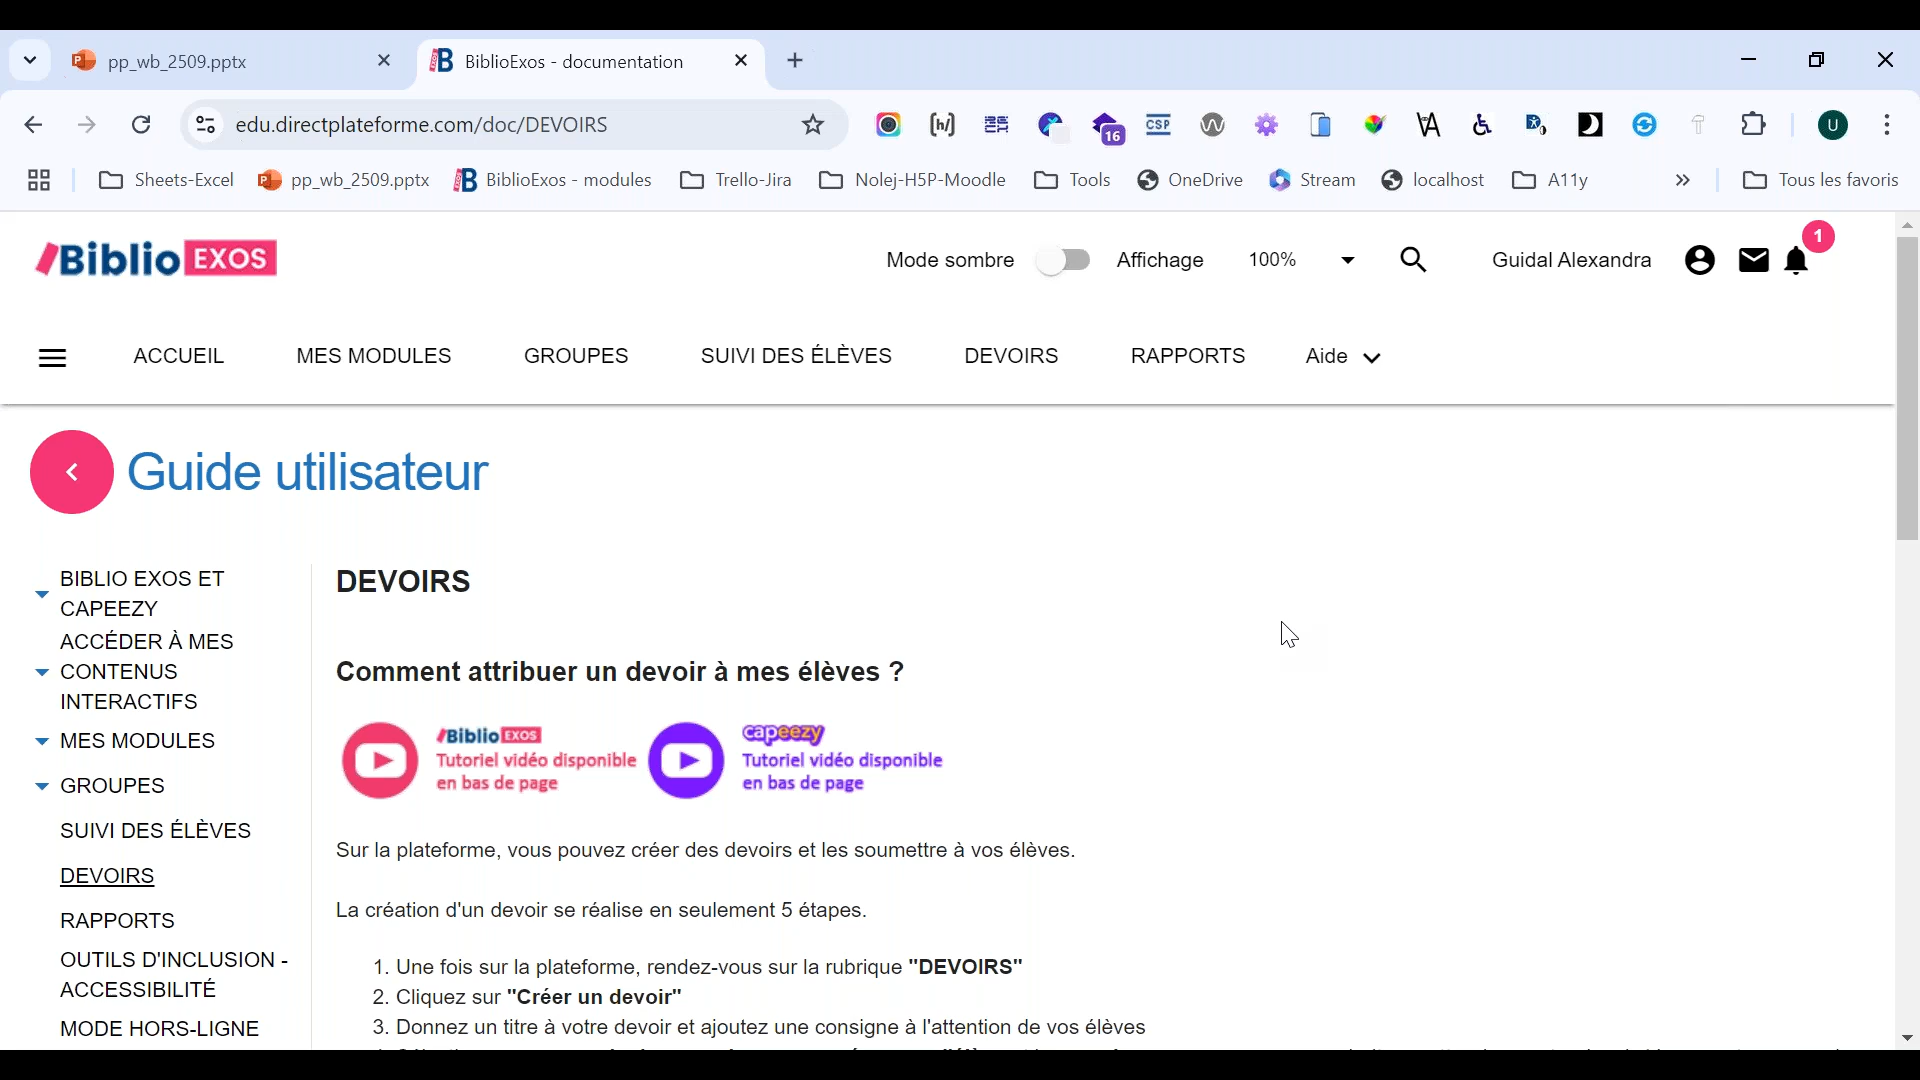 pp_wb_2509.pptx
BiblioExos - documentation
edu.directplateforme.com/doc/DEVOIRS
16
CSP
U
Sheets-Excel
pp_wb_2509.pptx
BiblioExos - modules
Trello-Jira
Nolej-H5P-Moodle
Tools
OneDrive
Stream
localhost
A11y
Tous les favoris
/Biblio EXOS
Mode sombre
Affichage
100%
Guidal Alexandra
1
ACCUEIL
MES MODULES
GROUPES
SUIVI DES ÉLÈVES
DEVOIRS
RAPPORTS
Aide
Guide utilisateur
BIBLIO EXOS ET
CAPEEZY
ACCÉDER À MES
CONTENUS
INTERACTIFS
MES MODULES
GROUPES
SUIVI DES ÉLÈVES
DEVOIRS
RAPPORTS
OUTILS D'INCLUSION -
ACCESSIBILITÉ
MODE HORS-LIGNE
DEVOIRS
Comment attribuer un devoir à mes élèves ?
/Biblio EXOS
Tutoriel vidéo disponible
en bas de page
capeezy
Tutoriel vidéo disponible
en bas de page
Sur la plateforme, vous pouvez créer des devoirs et les soumettre à vos élèves.
La création d'un devoir se réalise en seulement 5 étapes.
1. Une fois sur la plateforme, rendez-vous sur la rubrique "DEVOIRS"
2. Cliquez sur "Créer un devoir"
3. Donnez un titre à votre devoir et ajoutez une consigne à l'attention de vos élèves